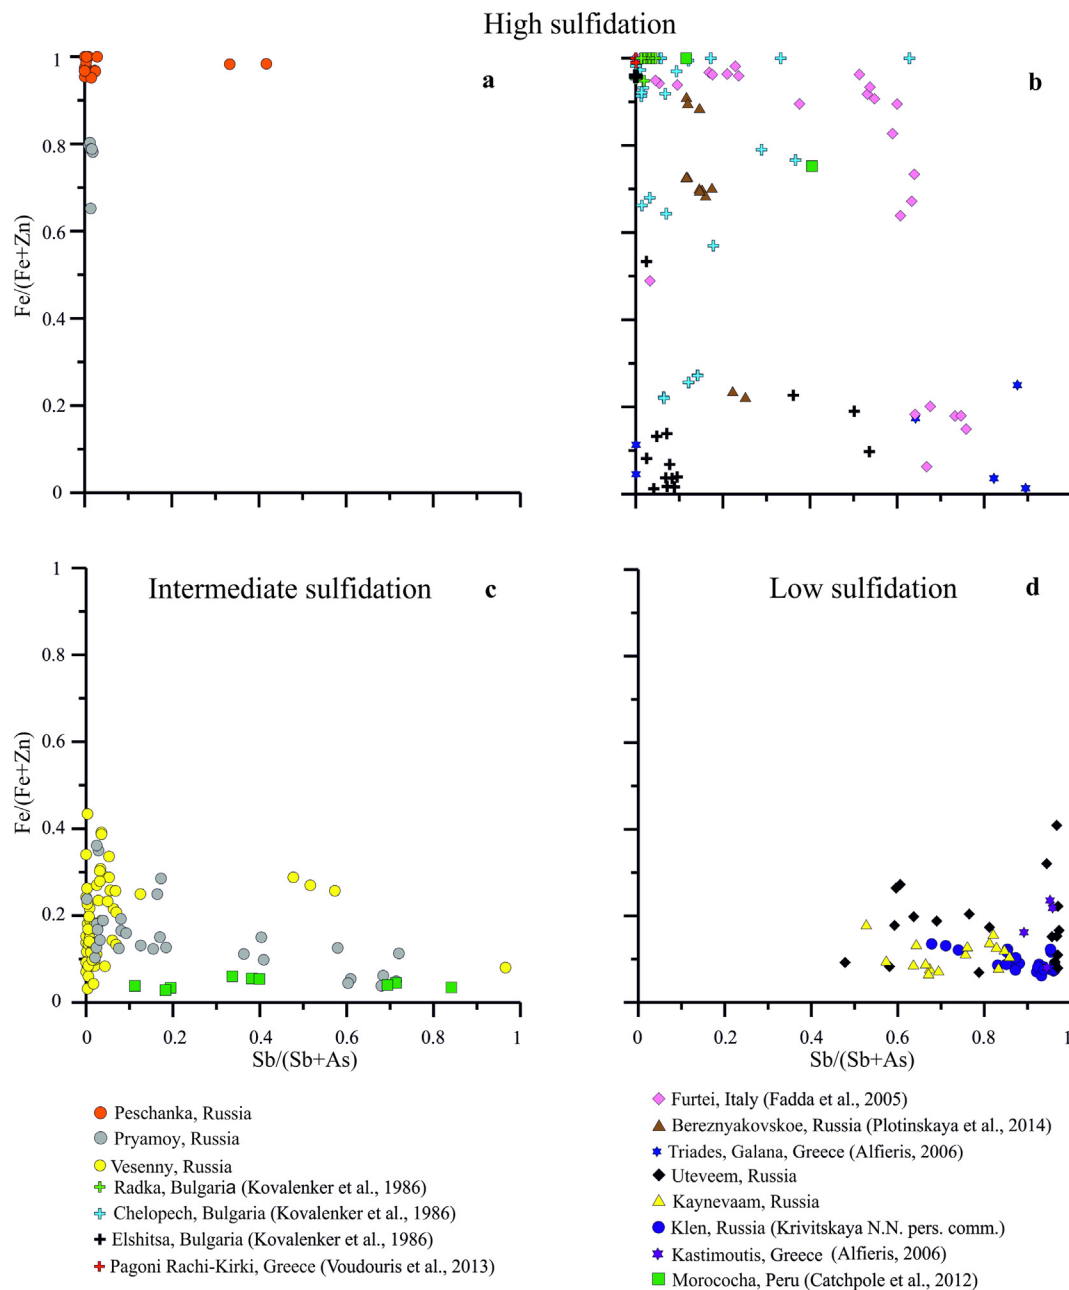 High sulfidation
a
b
1
0.8
0.6
0.4
0.2
0
Fe/(Fe+Zn)
Intermediate sulfidation
c
Low sulfidation
d
1
0.8
0.6
0.4
0.2
0
Fe/(Fe+Zn)
0 0.2 0.4 0.6 0.8 1
Sb/(Sb+As)
0.2 0.4 0.6 0.8 1
Sb/(Sb+As)
Peschanka, Russia
Pryamoy, Russia
Vesenny, Russia
Radka, Bulgaria (Kovalenker et al., 1986)
Chelopech, Bulgaria (Kovalenker et al., 1986)
Elshitsa, Bulgaria (Kovalenker et al., 1986)
Pagoni Rachi-Kirki, Greece (Voudouris et al., 2013)
Furtei, Italy (Fadda et al., 2005)
Bereznyakovskoe, Russia (Plotinskaya et al., 2014)
Triades, Galana, Greece (Alfieris, 2006)
Uteveem, Russia
Kaynevaam, Russia
Klen, Russia (Krivitskaya N.N. pers. comm.)
Kastimoutis, Greece (Alfieris, 2006)
Morococha, Peru (Catchpole et al., 2012)